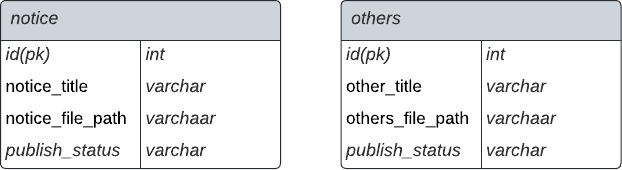 notice
id(pk) int
notice_title varchar
notice_file_path varchaar
publish_status varchar
others
id(pk) int
other_title varchar
others_file_path varchaar
publish_status varchar